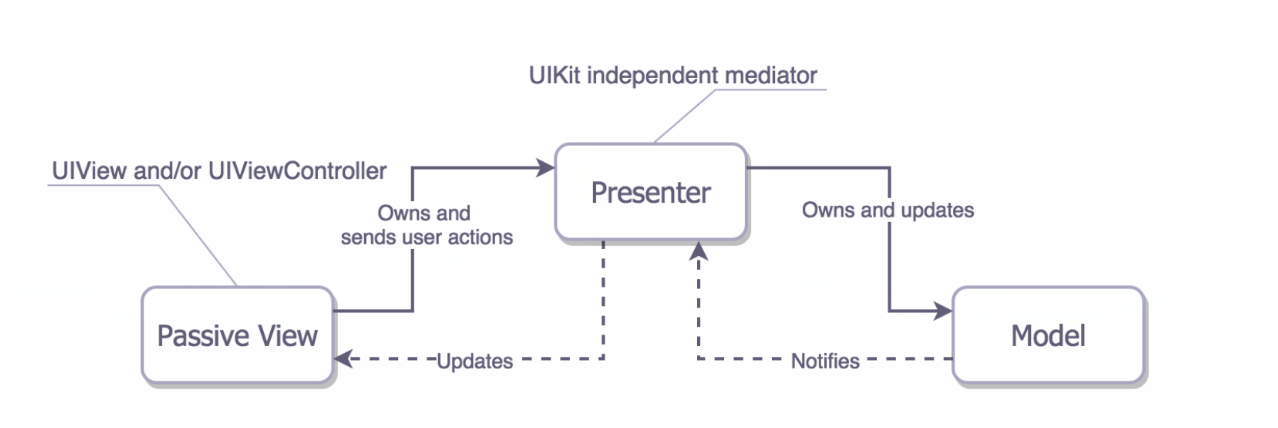 UIKit independent mediator
UIView and/or UIViewController
Presenter
Owns and
sends user actions
Owns and updates
Passive View
Updates
Notifies
Model